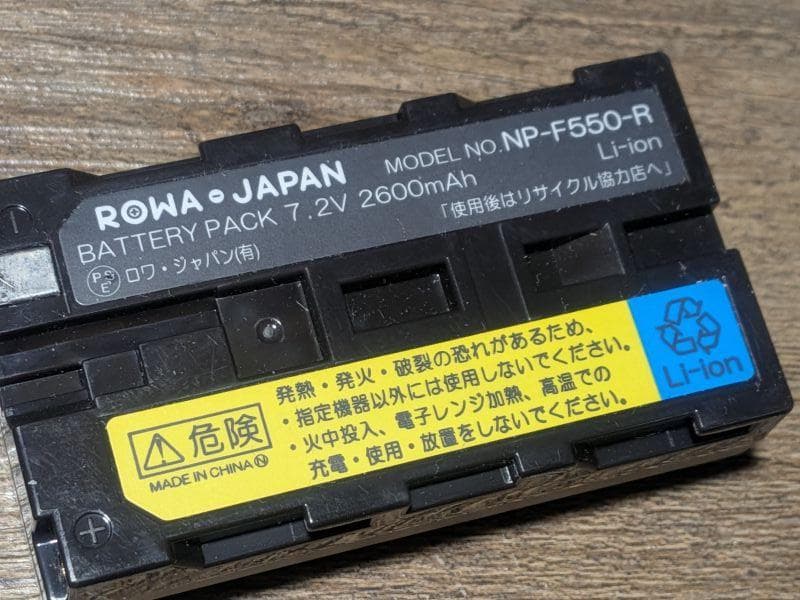 ROWA JAPAN
MODEL NO. NP-F550-R
BATTERY PACK 7.2V 2600mAh
Li-ion
PSE ロワ・ジャパン(有)
「使用後はリサイクル協力店へ」
危険
MADE IN CHINA N
発熱・発火・破裂の恐れがあるため、
・指定機器以外には使用しないでください。
・火中投入、電子レンジ加熱、高温での
充電・使用・放置をしないでください。
Li-ion